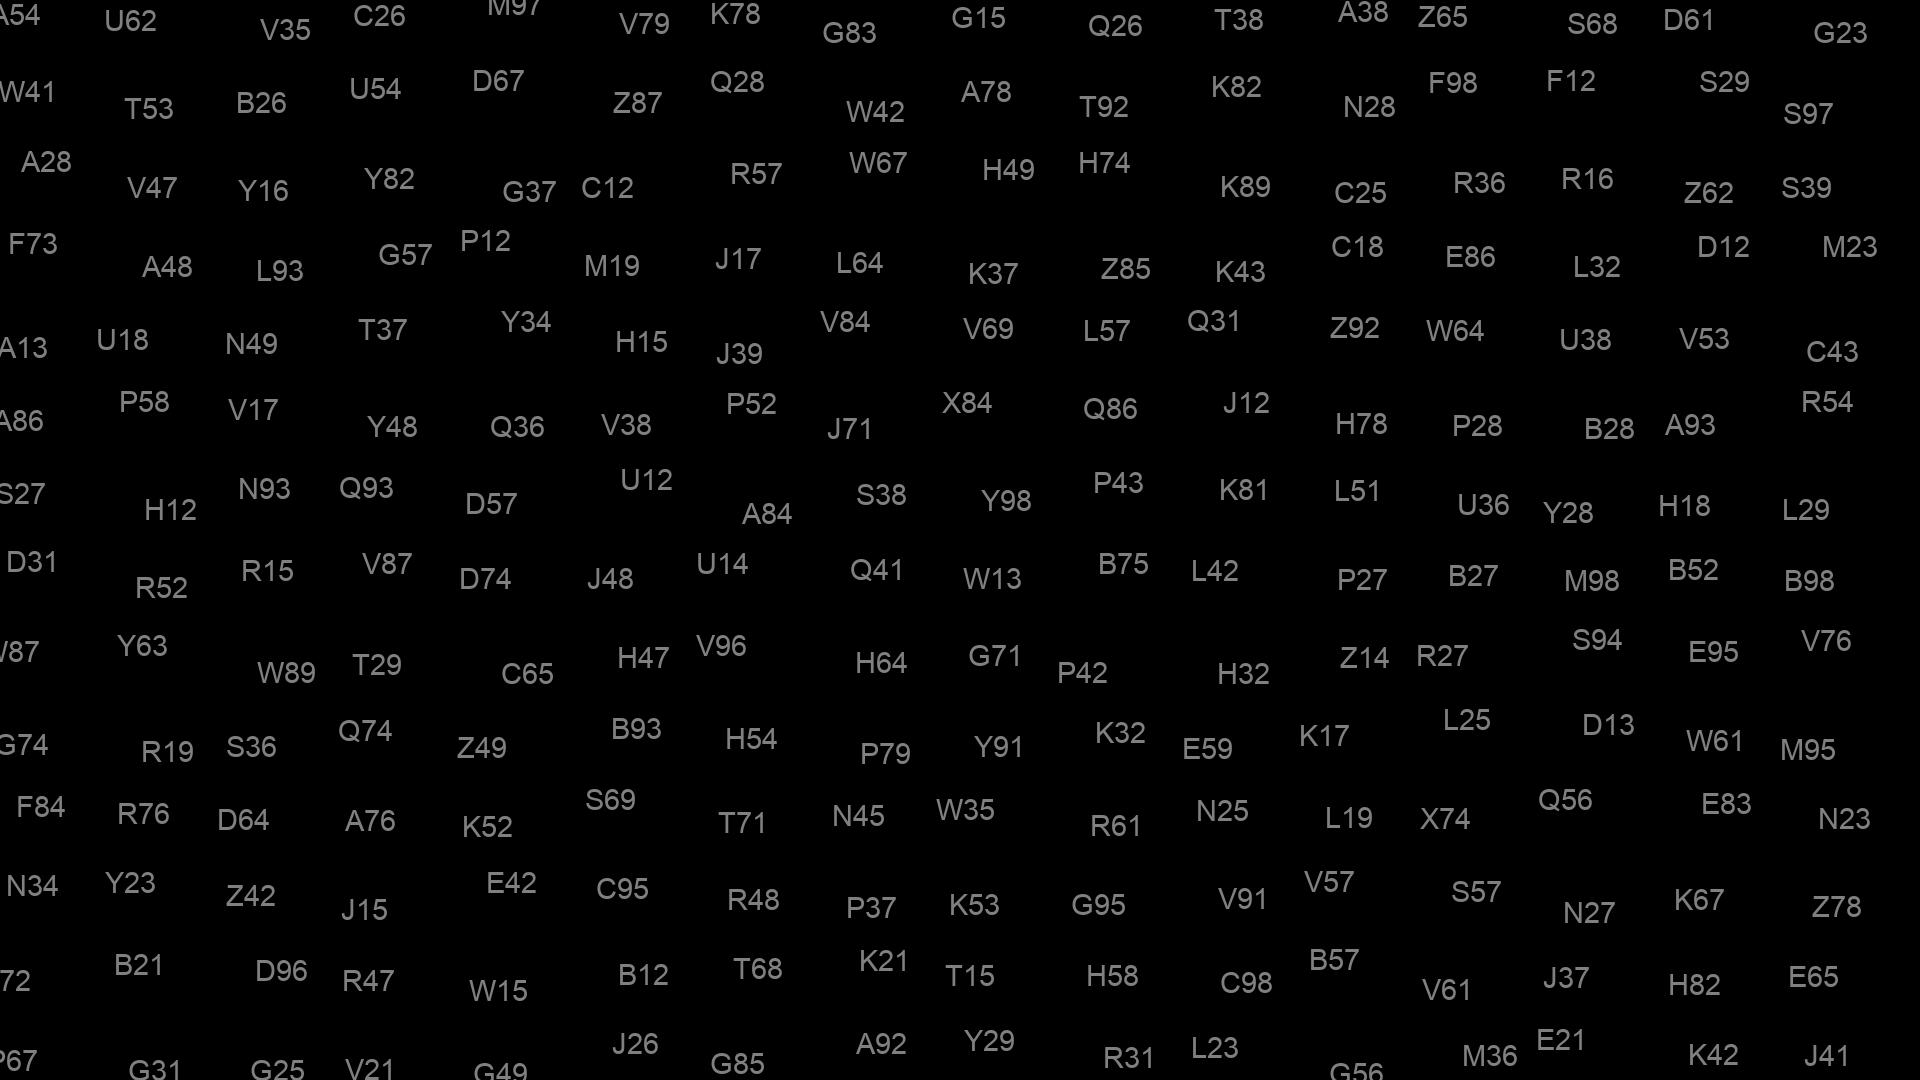 A54 U62 V35 C26 M97 V79 K78 G83 G15 Q26 T38 A38 Z65 S68 D61 G23
W41 T53 B26 U54 D67 Z87 Q28 W42 A78 T92 K82 N28 F98 F12 S29 S97
A28 V47 Y16 Y82 G37 C12 R57 W67 H49 H74 K89 C25 R36 R16 Z62 S39
F73 A48 L93 G57 P12 M19 J17 L64 K37 Z85 K43 C18 E86 L32 D12 M23
A13 U18 N49 T37 Y34 H15 J39 V84 V69 L57 Q31 Z92 W64 U38 V53 C43
A86 P58 V17 Y48 Q36 V38 P52 J71 X84 Q86 J12 H78 P28 B28 A93 R54
S27 H12 N93 Q93 D57 U12 A84 S38 Y98 P43 K81 L51 U36 Y28 H18 L29
D31 R52 R15 V87 D74 J48 U14 Q41 W13 B75 L42 P27 B27 M98 B52 B98
W87 Y63 W89 T29 C65 H47 V96 H64 G71 P42 H32 Z14 R27 S94 E95 V76
G74 R19 S36 Q74 Z49 B93 H54 P79 Y91 K32 E59 K17 L25 D13 W61 M95
F84 R76 D64 A76 K52 S69 T71 N45 W35 R61 N25 L19 X74 Q56 E83 N23
N34 Y23 Z42 J15 E42 C95 R48 P37 K53 G95 V91 V57 S57 N27 K67 Z78
72 B21 D96 R47 W15 B12 T68 K21 T15 H58 C98 B57 V61 J37 H82 E65
P67 G31 G25 V21 G49 J26 G85 A92 Y29 R31 L23 G56 M36 E21 K42 J41